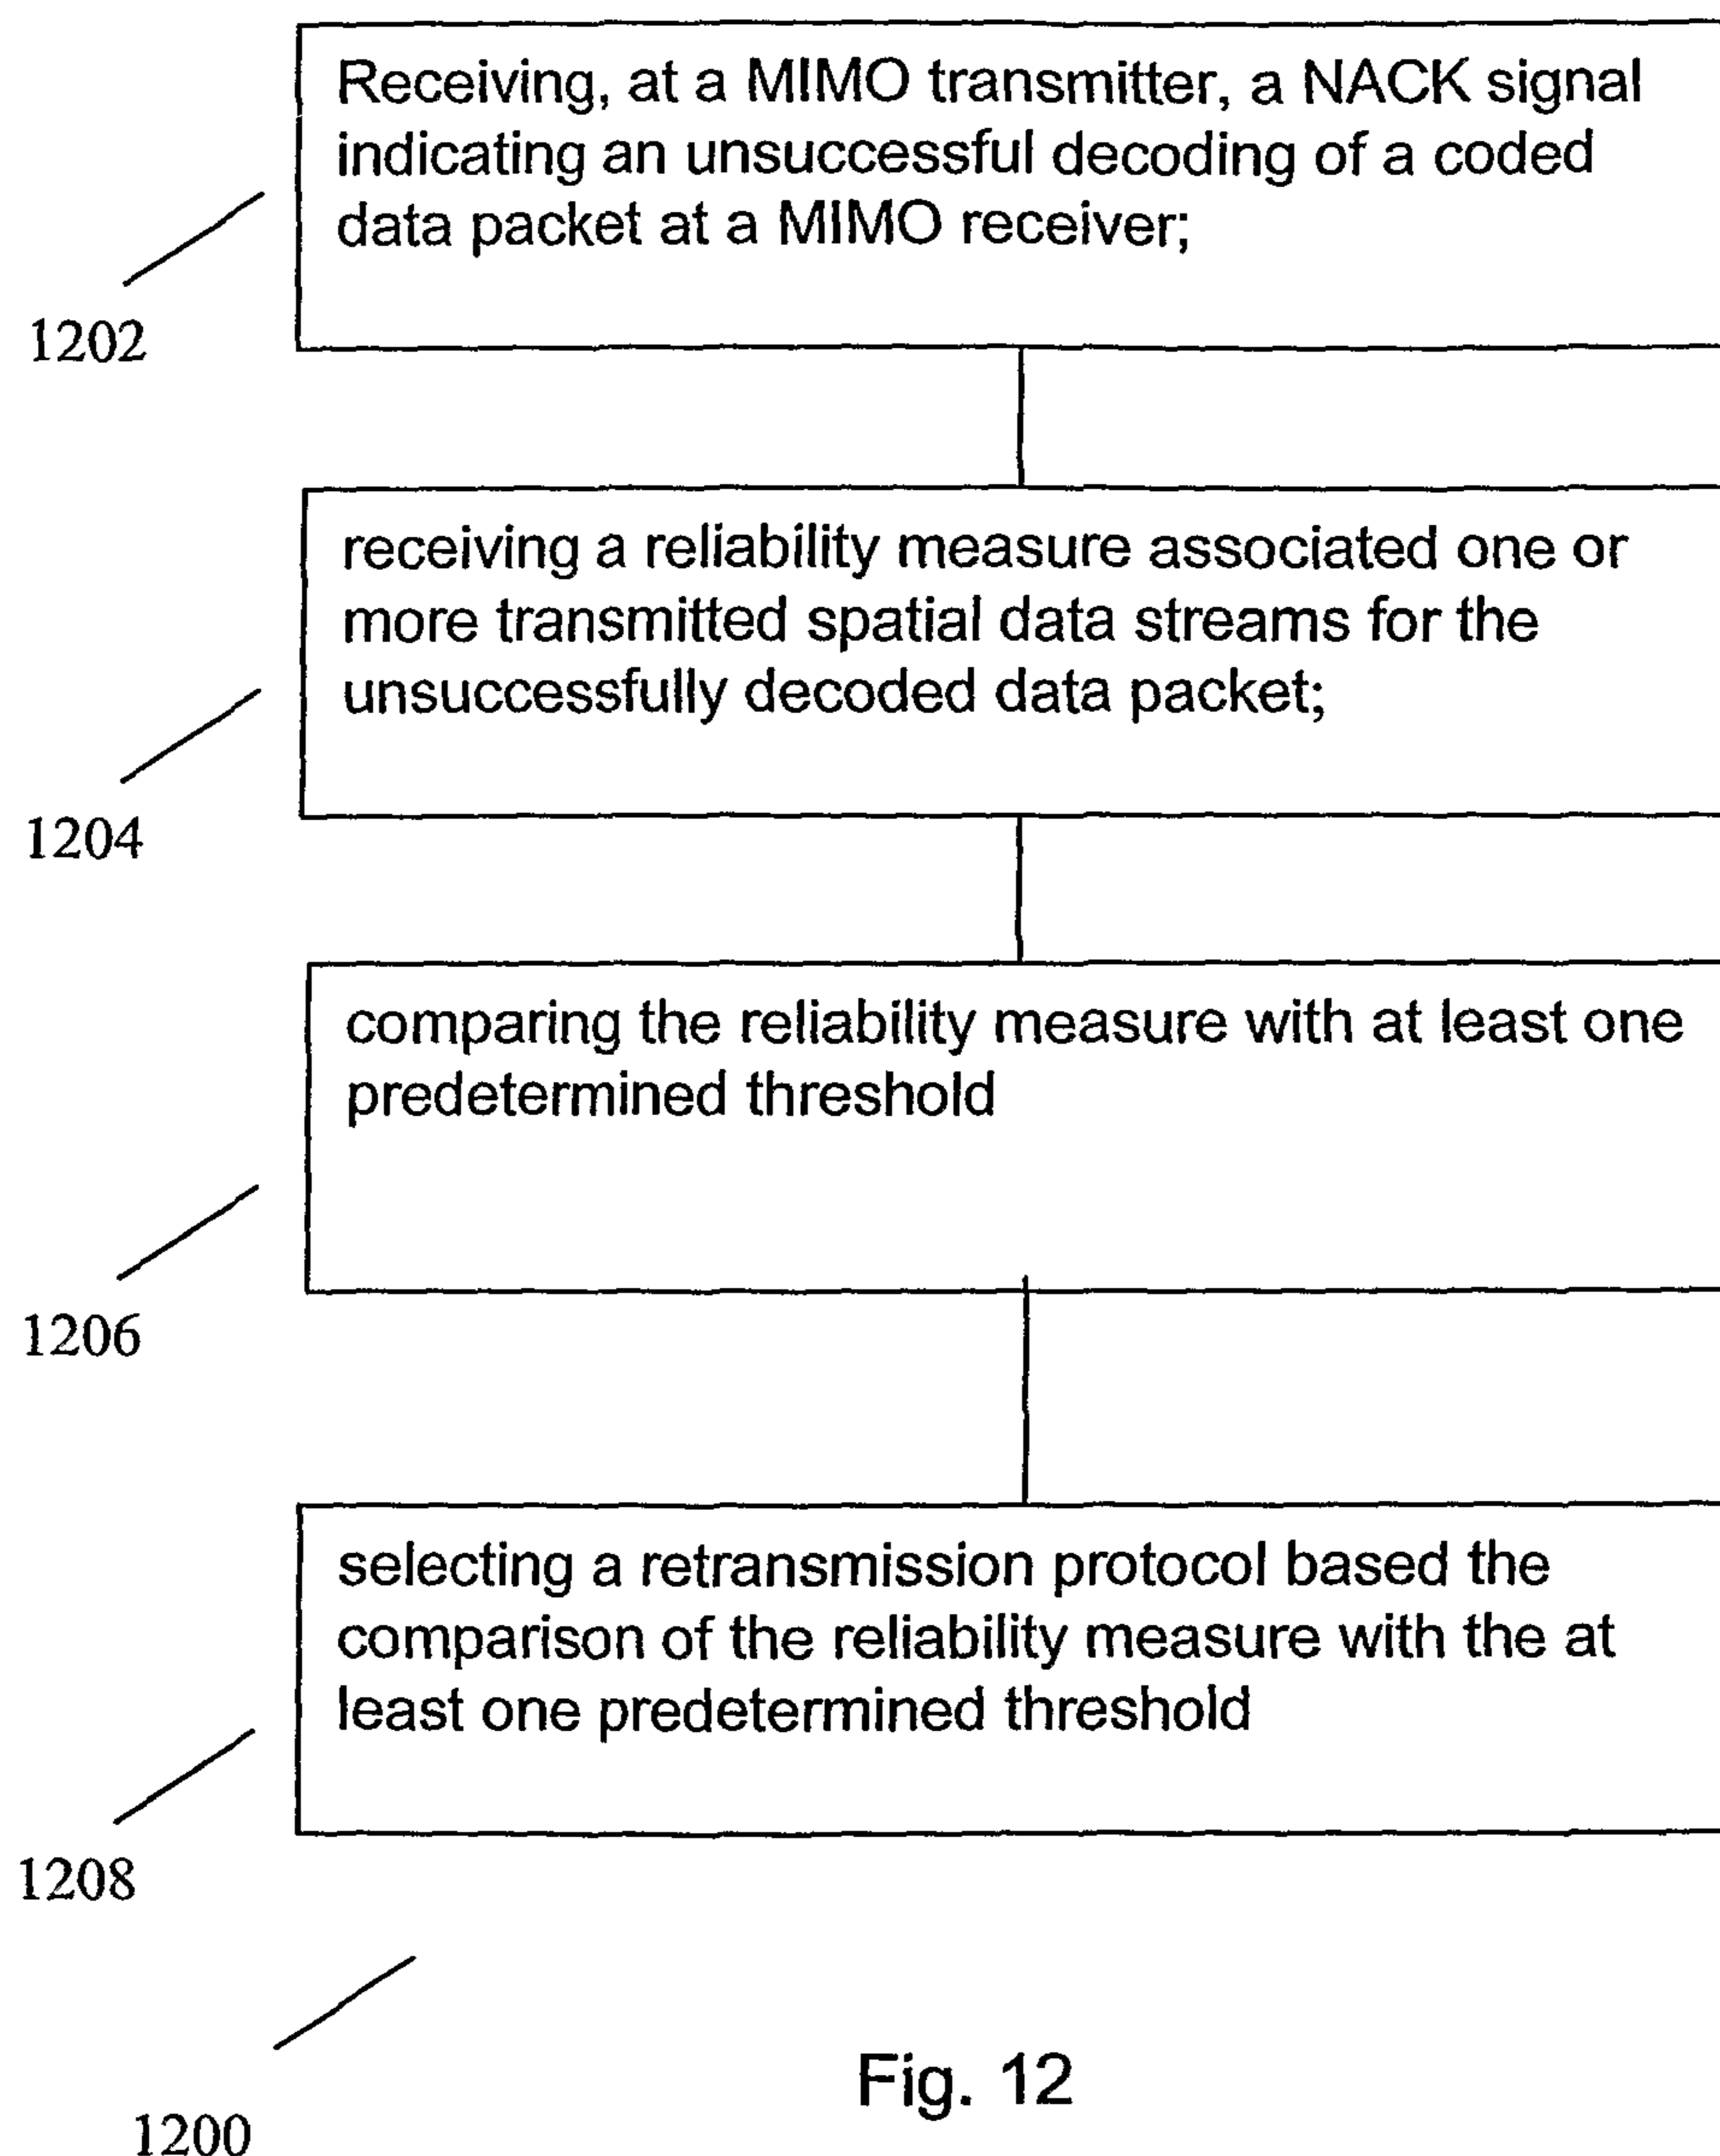 Receiving, at a MIMO transmitter, a NACK signal
indicating an unsuccessful decoding of a coded
data packet at a MIMO receiver;
1202
receiving a reliability measure associated one or
more transmitted spatial data streams for the
unsuccessfully decoded data packet;
1204
comparing the reliability measure with at least one
predetermined threshold
1206
selecting a retransmission protocol based the
comparison of the reliability measure with the at
least one predetermined threshold
1208
Fig. 12
1200